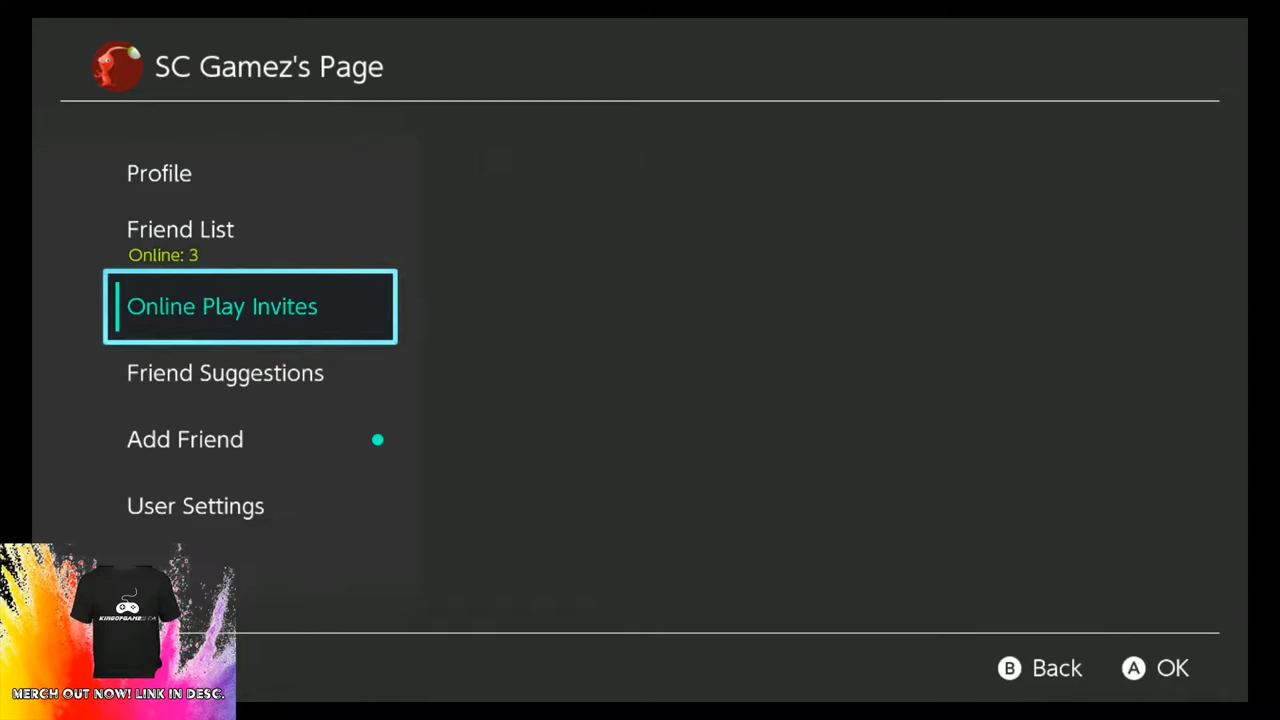 SC Gamez's Page
Profile
Friend List
Online: 3
Online Play Invites
Friend Suggestions
Add Friend
User Settings
MERCH OUT NOW! LINK IN DESC.
B Back
A OK